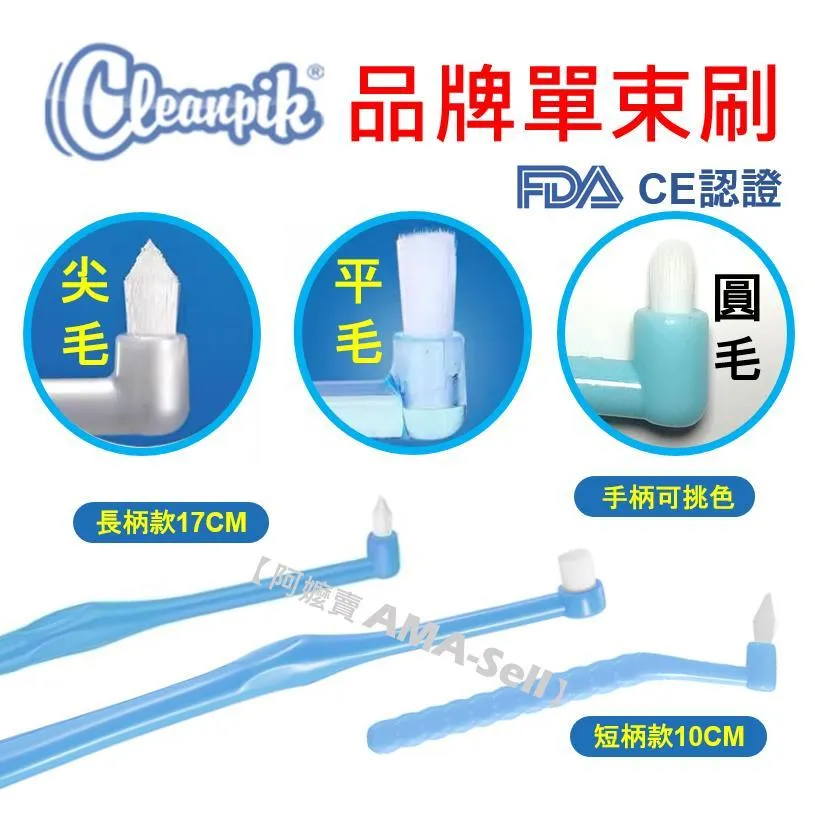 Cleanpik® 品牌單束刷
FDA CE認證
尖毛
平毛
圓毛
長柄款17CM
手柄可挑色
【阿嬤賣 AMA-Sell】
短柄款10CM